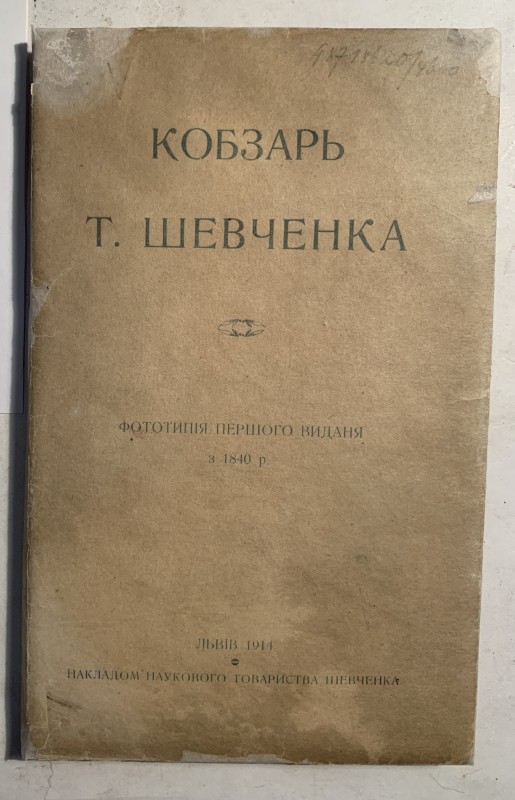 КОБЗАРЬ
Т. ШЕВЧЕНКА
ФОТОТИПІЯ ПЕРШОГО ВИДАНЯ
з 1840 р
ЛЬВІВ 1914
НАКЛАДОМ НАУКОВОГО ТОВАРИСТВА ШЕВЧЕНКА